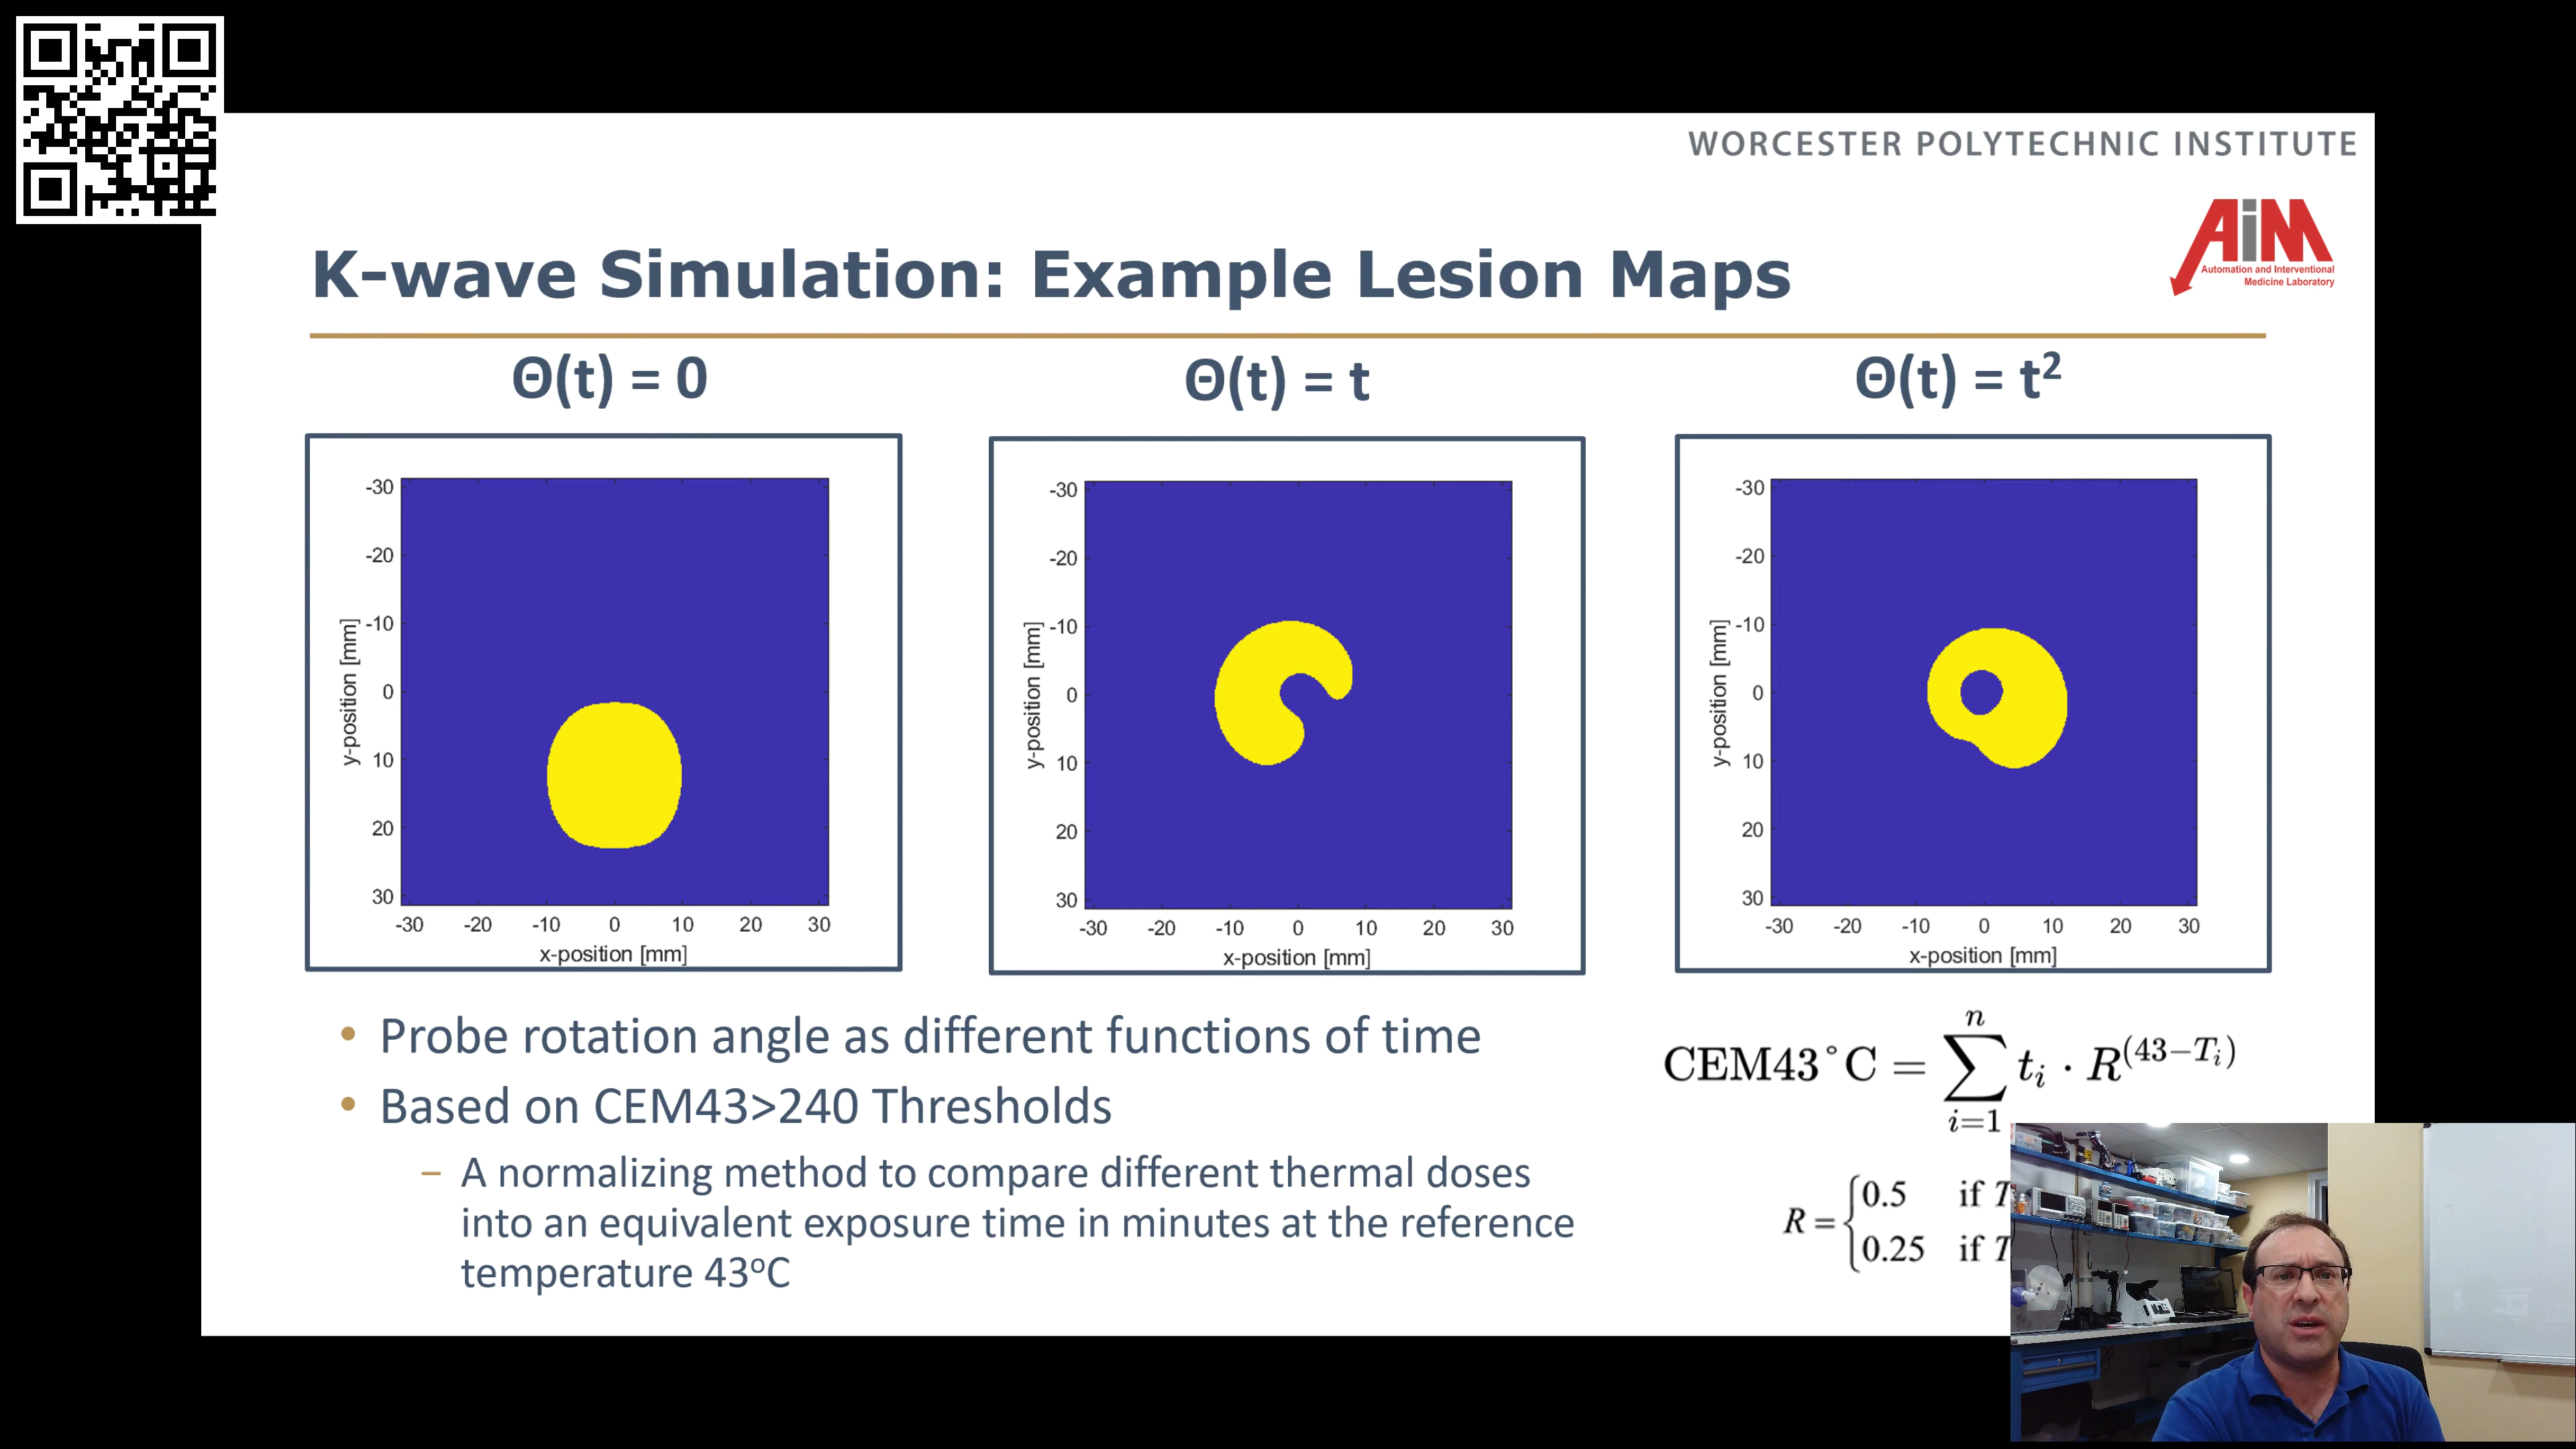 WORCESTER POLYTECHNIC INSTITUTE
AiM
Automation and Interventional
Medicine Laboratory
K-wave Simulation: Example Lesion Maps
Θ(t) = 0
Θ(t) = t
Θ(t) = t²
-30
-20
-10
0
10
20
30
y-position [mm]
-30 -20 -10 0 10 20 30
x-position [mm]
-30
-20
-10
0
10
20
30
y-position [mm]
-30 -20 -10 0 10 20 30
x-position [mm]
-30
-20
-10
0
10
20
30
y-position [mm]
-30 -20 -10 0 10 20 30
x-position [mm]
• Probe rotation angle as different functions of time
• Based on CEM43>240 Thresholds
– A normalizing method to compare different thermal doses
into an equivalent exposure time in minutes at the reference
temperature 43°C
CEM43°C = ∑ⁿᵢ₌₁ tᵢ · R^(43−Tᵢ)
R = { 0.5 if T
0.25 if T